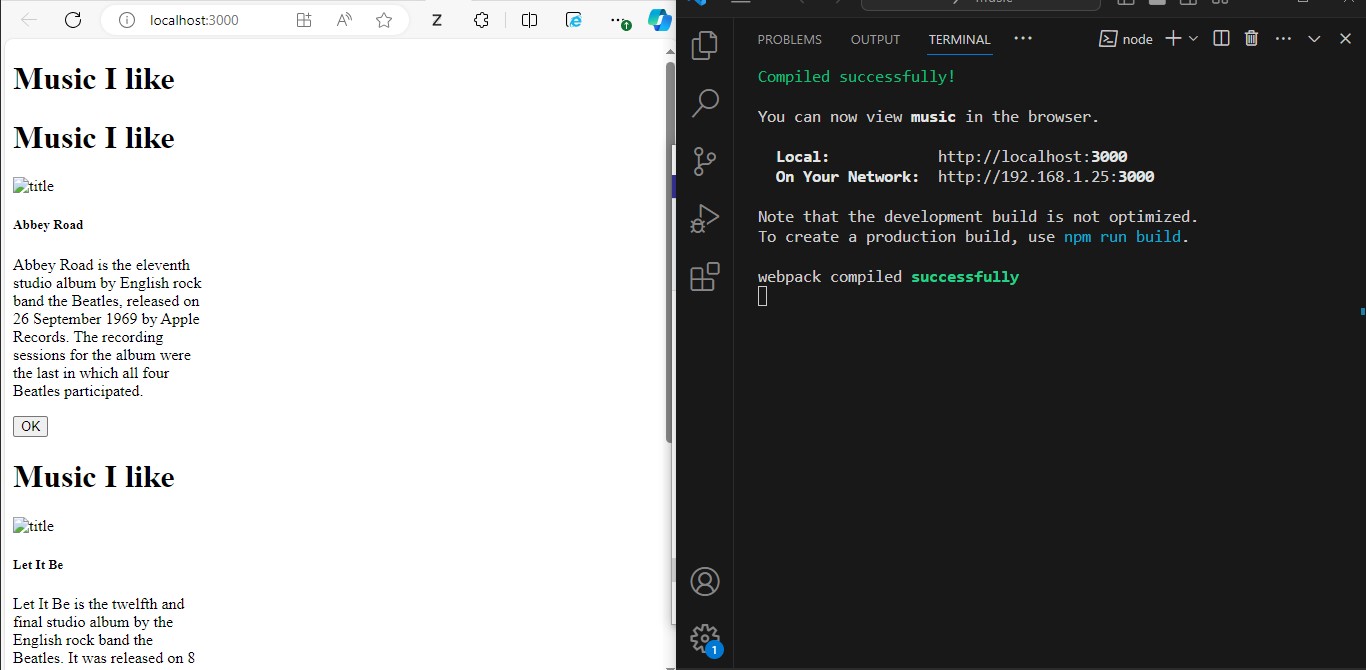 localhost:3000
Music I like
Music I like
title
Abbey Road
Abbey Road is the eleventh
studio album by English rock
band the Beatles, released on
26 September 1969 by Apple
Records. The recording
sessions for the album were
the last in which all four
Beatles participated.
OK
Music I like
title
Let It Be
Let It Be is the twelfth and
final studio album by the
English rock band the
Beatles. It was released on 8
PROBLEMS OUTPUT TERMINAL ··· node
Compiled successfully!
You can now view music in the browser.
Local: http://localhost:3000
On Your Network: http://192.168.1.25:3000
Note that the development build is not optimized.
To create a production build, use npm run build.
webpack compiled successfully
1